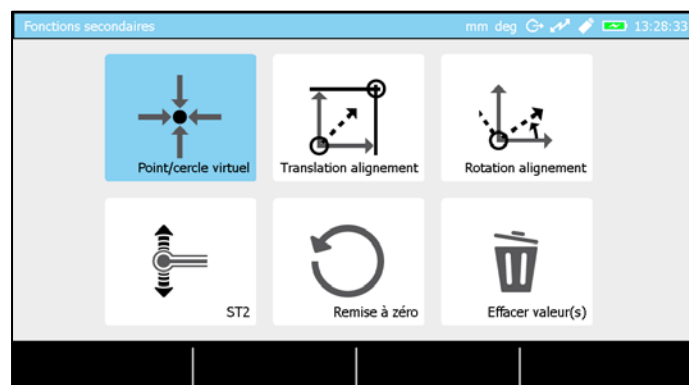 Fonctions secondaires mm deg 13:28:33
Point/cercle virtuel Translation alignement Rotation alignement
ST2 Remise à zéro Effacer valeur(s)